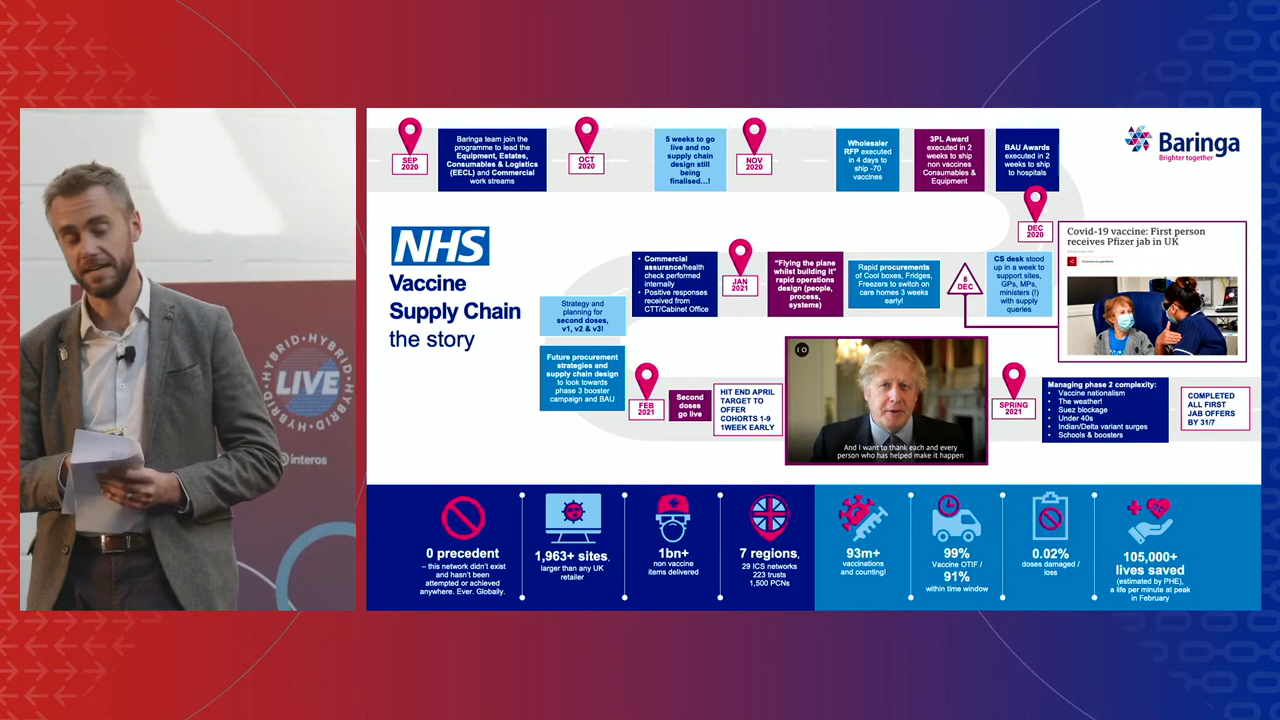 SEP
2020
Baringa team join the
programme to lead the
Equipment, Estates,
Consumables & Logistics
(EECL) and Commercial
work streams
OCT
2020
5 weeks to go
live and no
supply chain
design still
being
finalised…!
NOV
2020
Wholesaler
RFP executed
in 4 days to
ship -70
vaccines
3PL Award
executed in 2
weeks to ship
non vaccines
Consumables &
Equipment
BAU Awards
executed in 2
weeks to ship
to hospitals
Baringa
Brighter together
DEC
2020
Covid-19 vaccine: First person
receives Pfizer jab in UK
Coronavirus pandemic
NHS
Vaccine
Supply Chain
the story
Strategy and
planning for
second doses,
v1, v2 & v3!
• Commercial
assurance/health
check performed
internally
• Positive responses
received from
CTT/Cabinet Office
JAN
2021
"Flying the plane
whilst building it"
rapid operations
design (people,
process,
systems)
Rapid procurements
of Cool boxes, Fridges,
Freezers to switch on
care homes 3 weeks
early!
8
DEC
CS desk stood
up in a week to
support sites,
GPs, MPs,
ministers (!)
with supply
queries
Future procurement
strategies and
supply chain design
to look towards
phase 3 booster
campaign and BAU
FEB
2021
Second
doses
go live
HIT END APRIL
TARGET TO
OFFER
COHORTS 1-9
1WEEK EARLY
10
And I want to thank each and every
person who has helped make it happen
SPRING
2021
Managing phase 2 complexity:
• Vaccine nationalism
• The weather!
• Suez blockage
• Under 40s
• Indian/Delta variant surges
• Schools & boosters
COMPLETED
ALL FIRST
JAB OFFERS
BY 31/7
HYBRID•HYBRID
LIVE
HYBRID•HYBRID
@interos
0 precedent
– this network didn't exist
and hasn't been
attempted or achieved
anywhere. Ever. Globally.
1,963+ sites,
larger than any UK
retailer
1bn+
non vaccine
items delivered
7 regions,
29 ICS networks
223 trusts
1,500 PCNs
93m+
vaccinations
and counting!
99%
Vaccine OTIF /
91%
within time window
0.02%
doses damaged /
loss
105,000+
lives saved
(estimated by PHE),
a life per minute at peak
in February